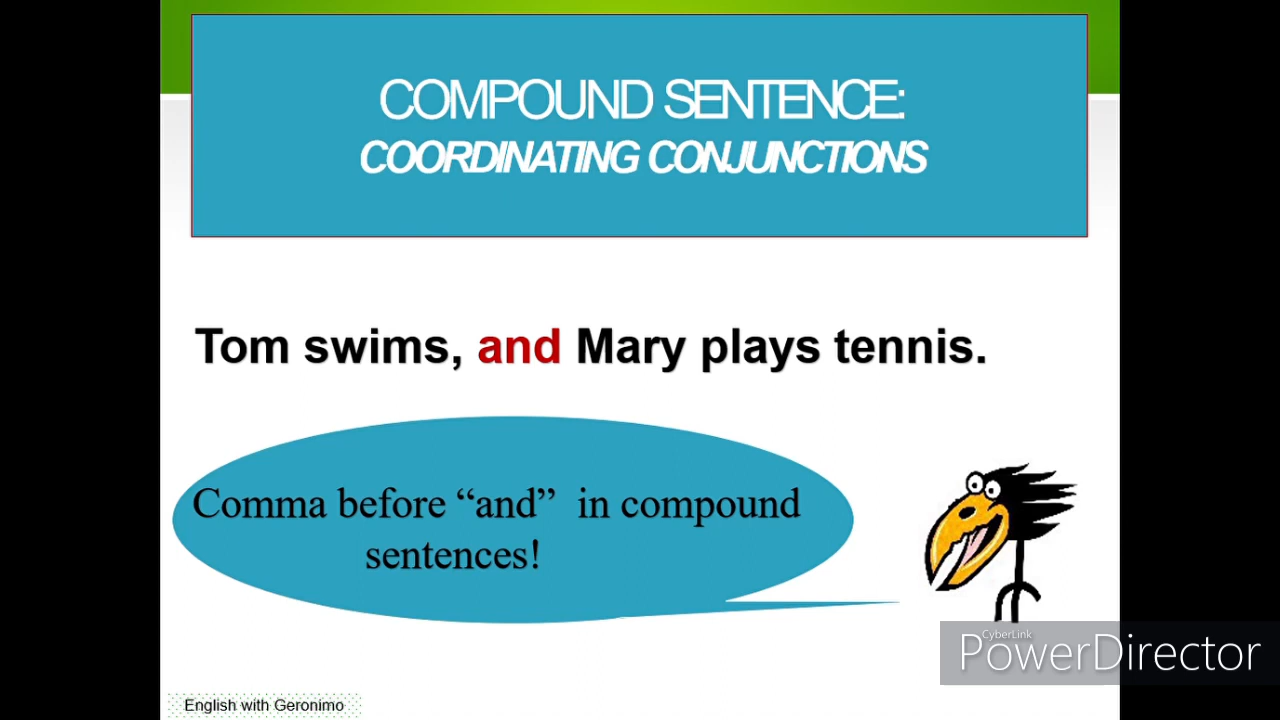 COMPOUND SENTENCE:
COORDINATING CONJUNCTIONS
Tom swims, and Mary plays tennis.
Comma before “and” in compound
sentences!
CyberLink
PowerDirector
English with Geronimo